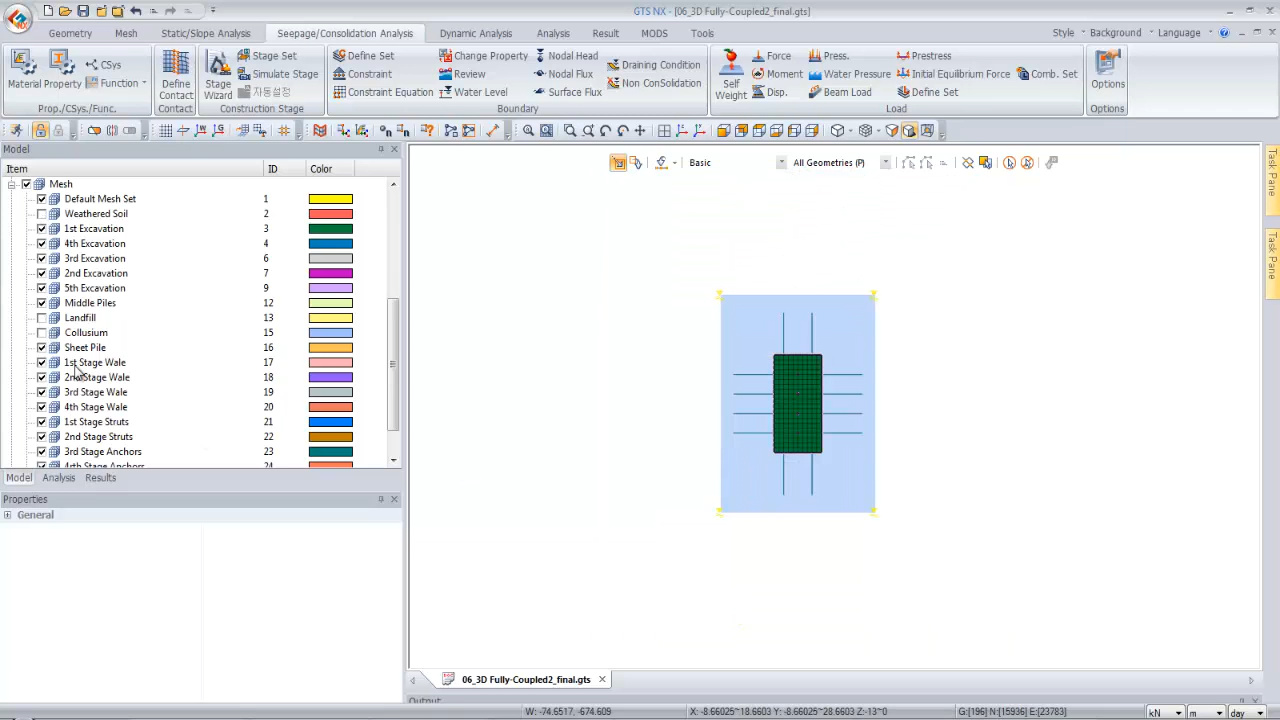 GTS NX - [06_3D Fully-Coupled2_final.gts]
Geometry Mesh Static/Slope Analysis Seepage/Consolidation Analysis Dynamic Analysis Analysis Result MODS Tools Style Background Language
Material Property CSys Function
Prop./CSys./Func.
Define Contact
Contact
Stage Wizard Stage Set Simulate Stage 자동설정
Construction Stage
Define Set Change Property Nodal Head Draining Condition
Constraint Review Nodal Flux Non Consolidation
Constraint Equation Water Level Surface Flux
Boundary
Self Weight Force Press. Prestress
Moment Water Pressure Initial Equilibrium Force Comb. Set
Disp. Beam Load Define Set
Load
Options
Options
Model
Item ID Color
Mesh
Default Mesh Set 1
Weathered Soil 2
1st Excavation 3
4th Excavation 4
3rd Excavation 6
2nd Excavation 7
5th Excavation 9
Middle Piles 12
Landfill 13
Collusium 15
Sheet Pile 16
1st Stage Wale 17
2nd Stage Wale 18
3rd Stage Wale 19
4th Stage Wale 20
1st Stage Struts 21
2nd Stage Struts 22
3rd Stage Anchors 23
4rth Stage Anchors 24
Model Analysis Results
Properties
General
Basic All Geometries (P)
Task Pane
Task Pane
06_3D Fully-Coupled2_final.gts
Output
W: -74.6517, -674.609 X: -8.66025~18.6603 Y: -8.66025~28.6603 Z:-13~0 G:[196] N:[15936] E:[23783] kN m day